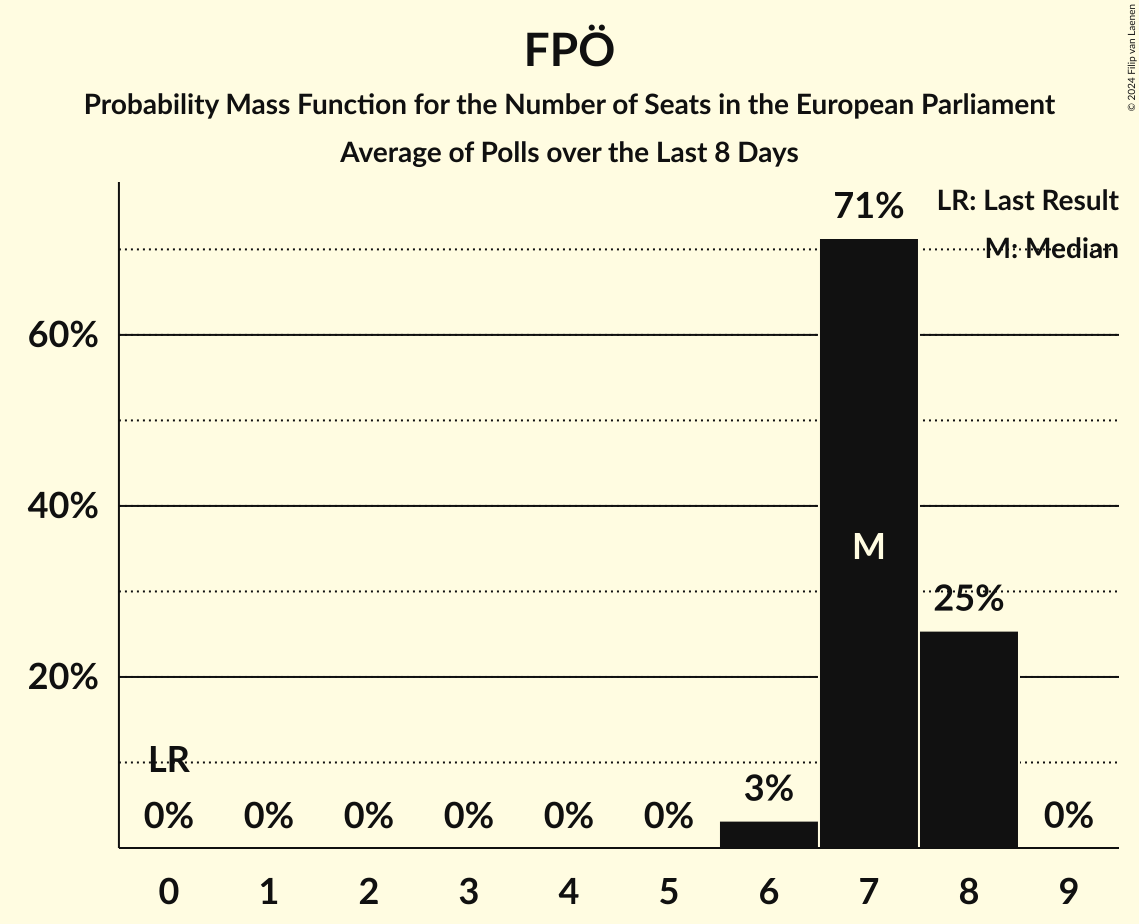 FPÖ
Probability Mass Function for the Number of Seats in the European Parliament
Average of Polls over the Last 8 Days
© 2024 Filip van Laenen
LR: Last Result
M: Median
71%
60%
40%
M
25%
20%
LR
3%
0% 0% 0% 0% 0% 0% 0%
0 1 2 3 4 5 6 7 8 9